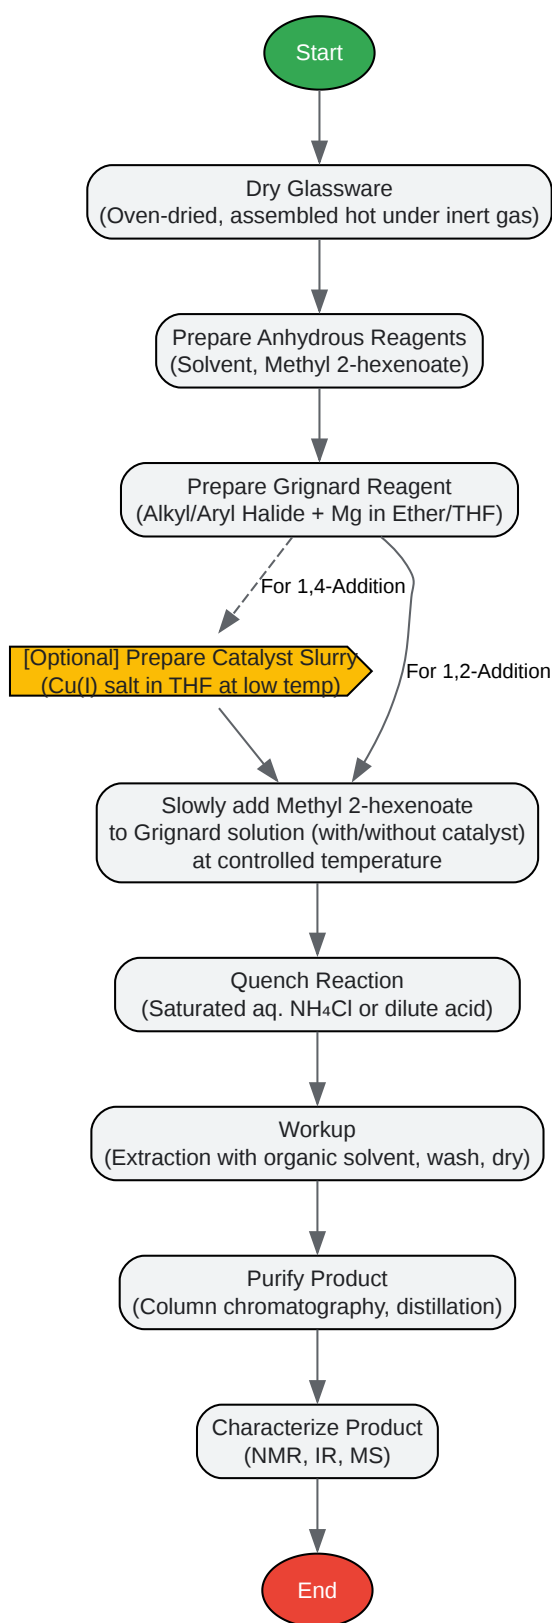 Start
Dry Glassware
(Oven-dried, assembled hot under inert gas)
Prepare Anhydrous Reagents
(Solvent, Methyl 2-hexenoate)
Prepare Grignard Reagent
(Alkyl/Aryl Halide + Mg in Ether/THF)
For 1,4-Addition
[Optional] Prepare Catalyst Slurry
(Cu(I) salt in THF at low temp)
For 1,2-Addition
Slowly add Methyl 2-hexenoate
to Grignard solution (with/without catalyst)
at controlled temperature
Quench Reaction
(Saturated aq. NH₄Cl or dilute acid)
Workup
(Extraction with organic solvent, wash, dry)
Purify Product
(Column chromatography, distillation)
Characterize Product
(NMR, IR, MS)
End